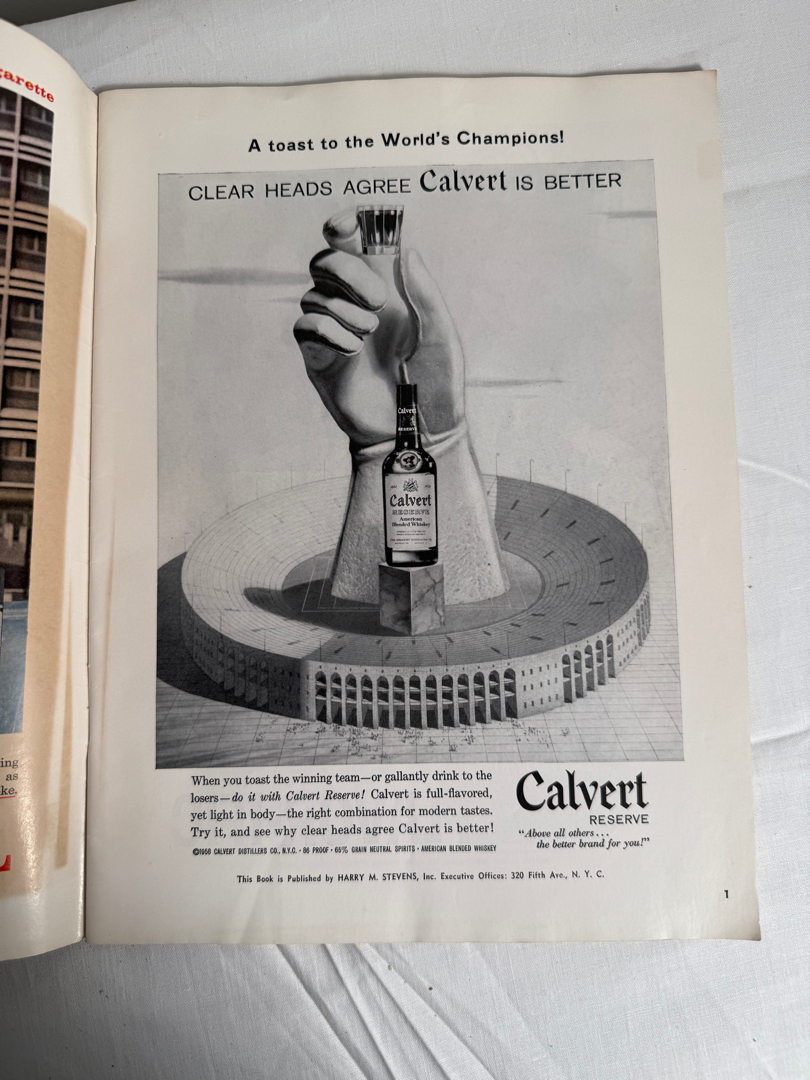 arette
ing
as
ke.
A toast to the World's Champions!
CLEAR HEADS AGREE Calvert IS BETTER
Calvert
RESERVE
Calvert
RESERVE
American
Blended Whiskey
When you toast the winning team—or gallantly drink to the
losers—do it with Calvert Reserve! Calvert is full-flavored,
yet light in body—the right combination for modern tastes.
Try it, and see why clear heads agree Calvert is better!
©1958 CALVERT DISTILLERS CO., N.Y.C. • 86 PROOF • 65% GRAIN NEUTRAL SPIRITS • AMERICAN BLENDED WHISKEY
Calvert
RESERVE
"Above all others...
the better brand for you!"
This Book is Published by HARRY M. STEVENS, Inc. Executive Offices: 320 Fifth Ave., N. Y. C.
1